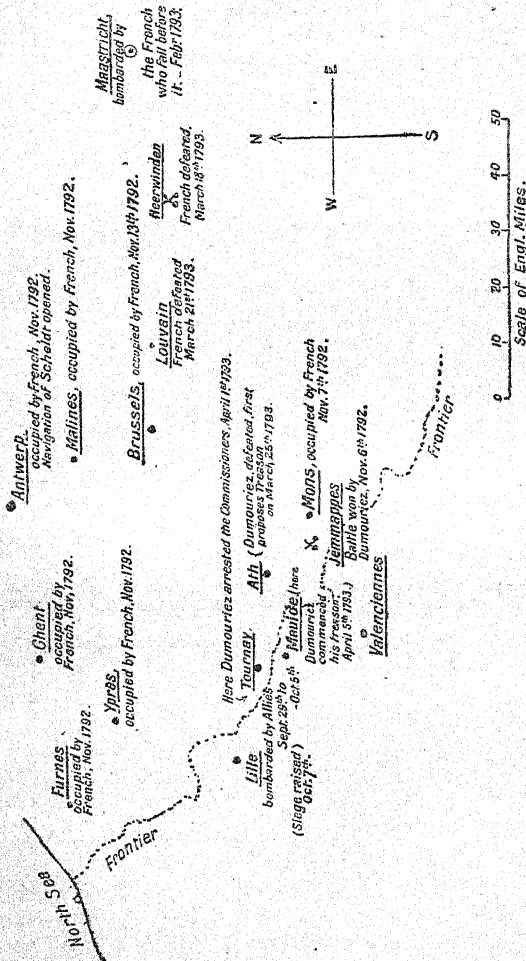 North Sea
Frontier
Furnes
occupied by
French, Nov. 1792.
Ypres,
occupied by French, Nov. 1792.
Ghent
occupied by
French, Nov. 1792.
Antwerp
occupied by French, Nov. 1792.
Navigation of Scheldt opened.
Malines, occupied by French, Nov. 1792.
Brussels, occupied by French, Nov. 13th 1792.
Louvain
French defeated
March 21st 1793.
Neerwinden
French defeated,
March 18th 1793.
Maastricht,
bombarded by
the French
who fail before
it. – Feby 1793.
Here Dumouriez arrested the Commissioners, April 1st 1793.
Tournay
Ath (Dumouriez, defeated, first
proposes Treason
on March 25th 1793.
Lille
bombarded by Allies
Sept. 29th to
– Oct 5th
(Siege raised)
Oct. 7th.
Maulde (here
Dumouriez
commenced
his treason,
April 5th 1793.)
Mons, occupied by French
Nov. 7th 1792.
Jemmappes
Battle won by
Dumouriez, Nov. 6th 1792.
Valenciennes
Frontier
N
W
E
S
0 10 20 30 40 50
Scale of Engl. Miles.